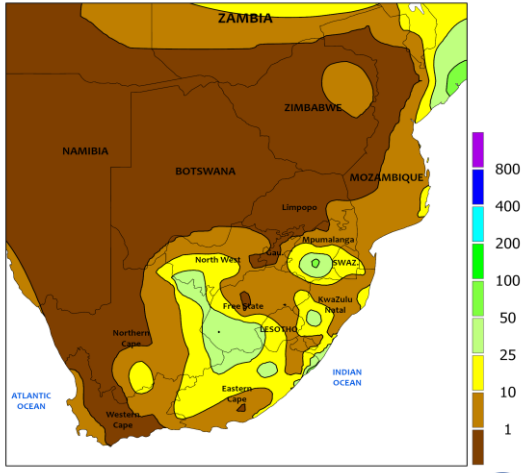 ZAMBIA
ZIMBABWE
NAMIBIA
BOTSWANA
MOZAMBIQUE
Limpopo
Mpumalanga
Gau.
North West
SWAZ.
Free State
KwaZulu
Natal
LESOTHO
Northern
Cape
Eastern
Cape
Western
Cape
ATLANTIC
OCEAN
INDIAN
OCEAN
800
400
200
100
50
25
10
1